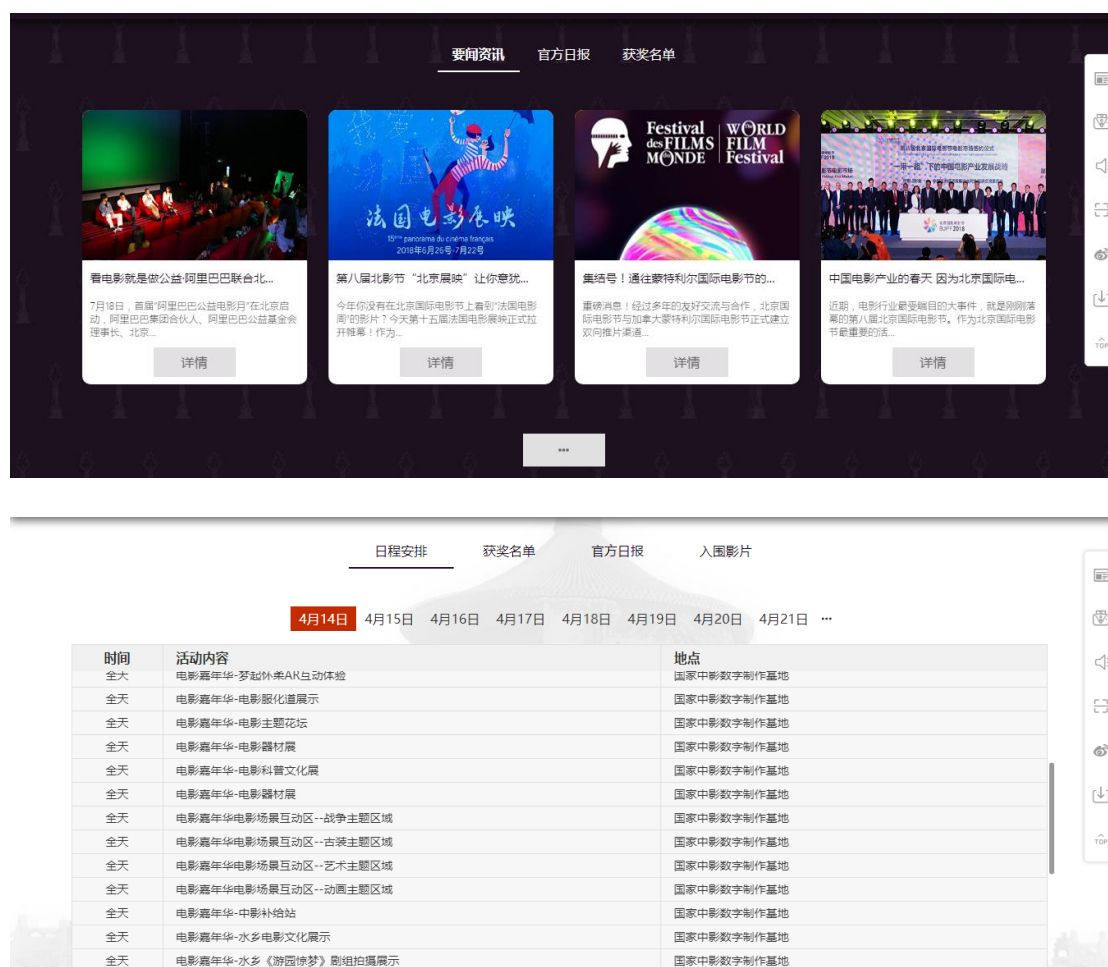 要闻资讯 官方日报 获奖名单
Festival des FILMS MONDE
WORLD FILM Festival
法国电影展映
15ème panorama du cinéma français
2018年6月26号-7月22号
一带一路”下的中国电影产业发展战略
BJIFF2018
看电影就是做公益·阿里巴巴联合北...
7月18日，首届“阿里巴巴公益电影月”在北京启
动，阿里巴巴集团合伙人、阿里巴巴公益基金会
理事长、北京...
详情
第八届北影节“北京展映”让你意犹...
今年你没有在北京国际电影节上看到“法国电影
周”的影片？今天第十五届法国电影展映正式拉
开帷幕！作为...
详情
集结号！通往蒙特利尔国际电影节的...
重磅消息！经过多年的友好交流与合作，北京国
际电影节与加拿大蒙特利尔国际电影节正式建立
双向推片渠道...
详情
中国电影产业的春天 因为北京国际电...
近期，电影行业最受瞩目的大事件，就是刚刚落
幕的第八届北京国际电影节。作为北京国际电影
节最重要的活...
详情
TOP
...
日程安排 获奖名单 官方日报 入围影片
4月14日 4月15日 4月16日 4月17日 4月18日 4月19日 4月20日 4月21日 ...
时间 活动内容 地点
全天 电影嘉年华-梦起怀柔AR互动体验 国家中影数字制作基地
全天 电影嘉年华-电影服化道展示 国家中影数字制作基地
全天 电影嘉年华-电影主题花坛 国家中影数字制作基地
全天 电影嘉年华-电影器材展 国家中影数字制作基地
全天 电影嘉年华-电影科普文化展 国家中影数字制作基地
全天 电影嘉年华-电影器材展 国家中影数字制作基地
全天 电影嘉年华电影场景互动区--战争主题区域 国家中影数字制作基地
全天 电影嘉年华电影场景互动区--古装主题区域 国家中影数字制作基地
全天 电影嘉年华电影场景互动区--艺术主题区域 国家中影数字制作基地
全天 电影嘉年华电影场景互动区--动画主题区域 国家中影数字制作基地
全天 电影嘉年华-中影补给站 国家中影数字制作基地
全天 电影嘉年华-水乡电影文化展示 国家中影数字制作基地
全天 电影嘉年华-水乡《游园惊梦》剧组拍摄展示 国家中影数字制作基地
TOP